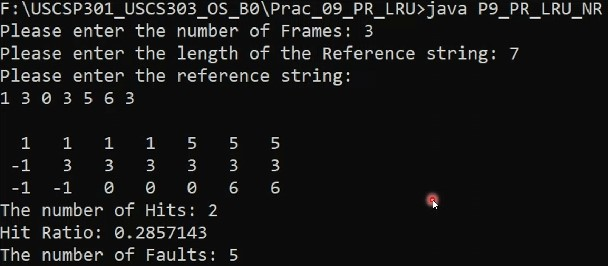 F:\USCSP301_USCS303_OS_B0\Prac_09_PR_LRU>java P9_PR_LRU_NR
Please enter the number of Frames: 3
Please enter the length of the Reference string: 7
Please enter the reference string:
1 3 0 3 5 6 3
1 1 1 1 5 5 5
-1 3 3 3 3 3 3
-1 -1 0 0 0 6 6
The number of Hits: 2
Hit Ratio: 0.2857143
The number of Faults: 5